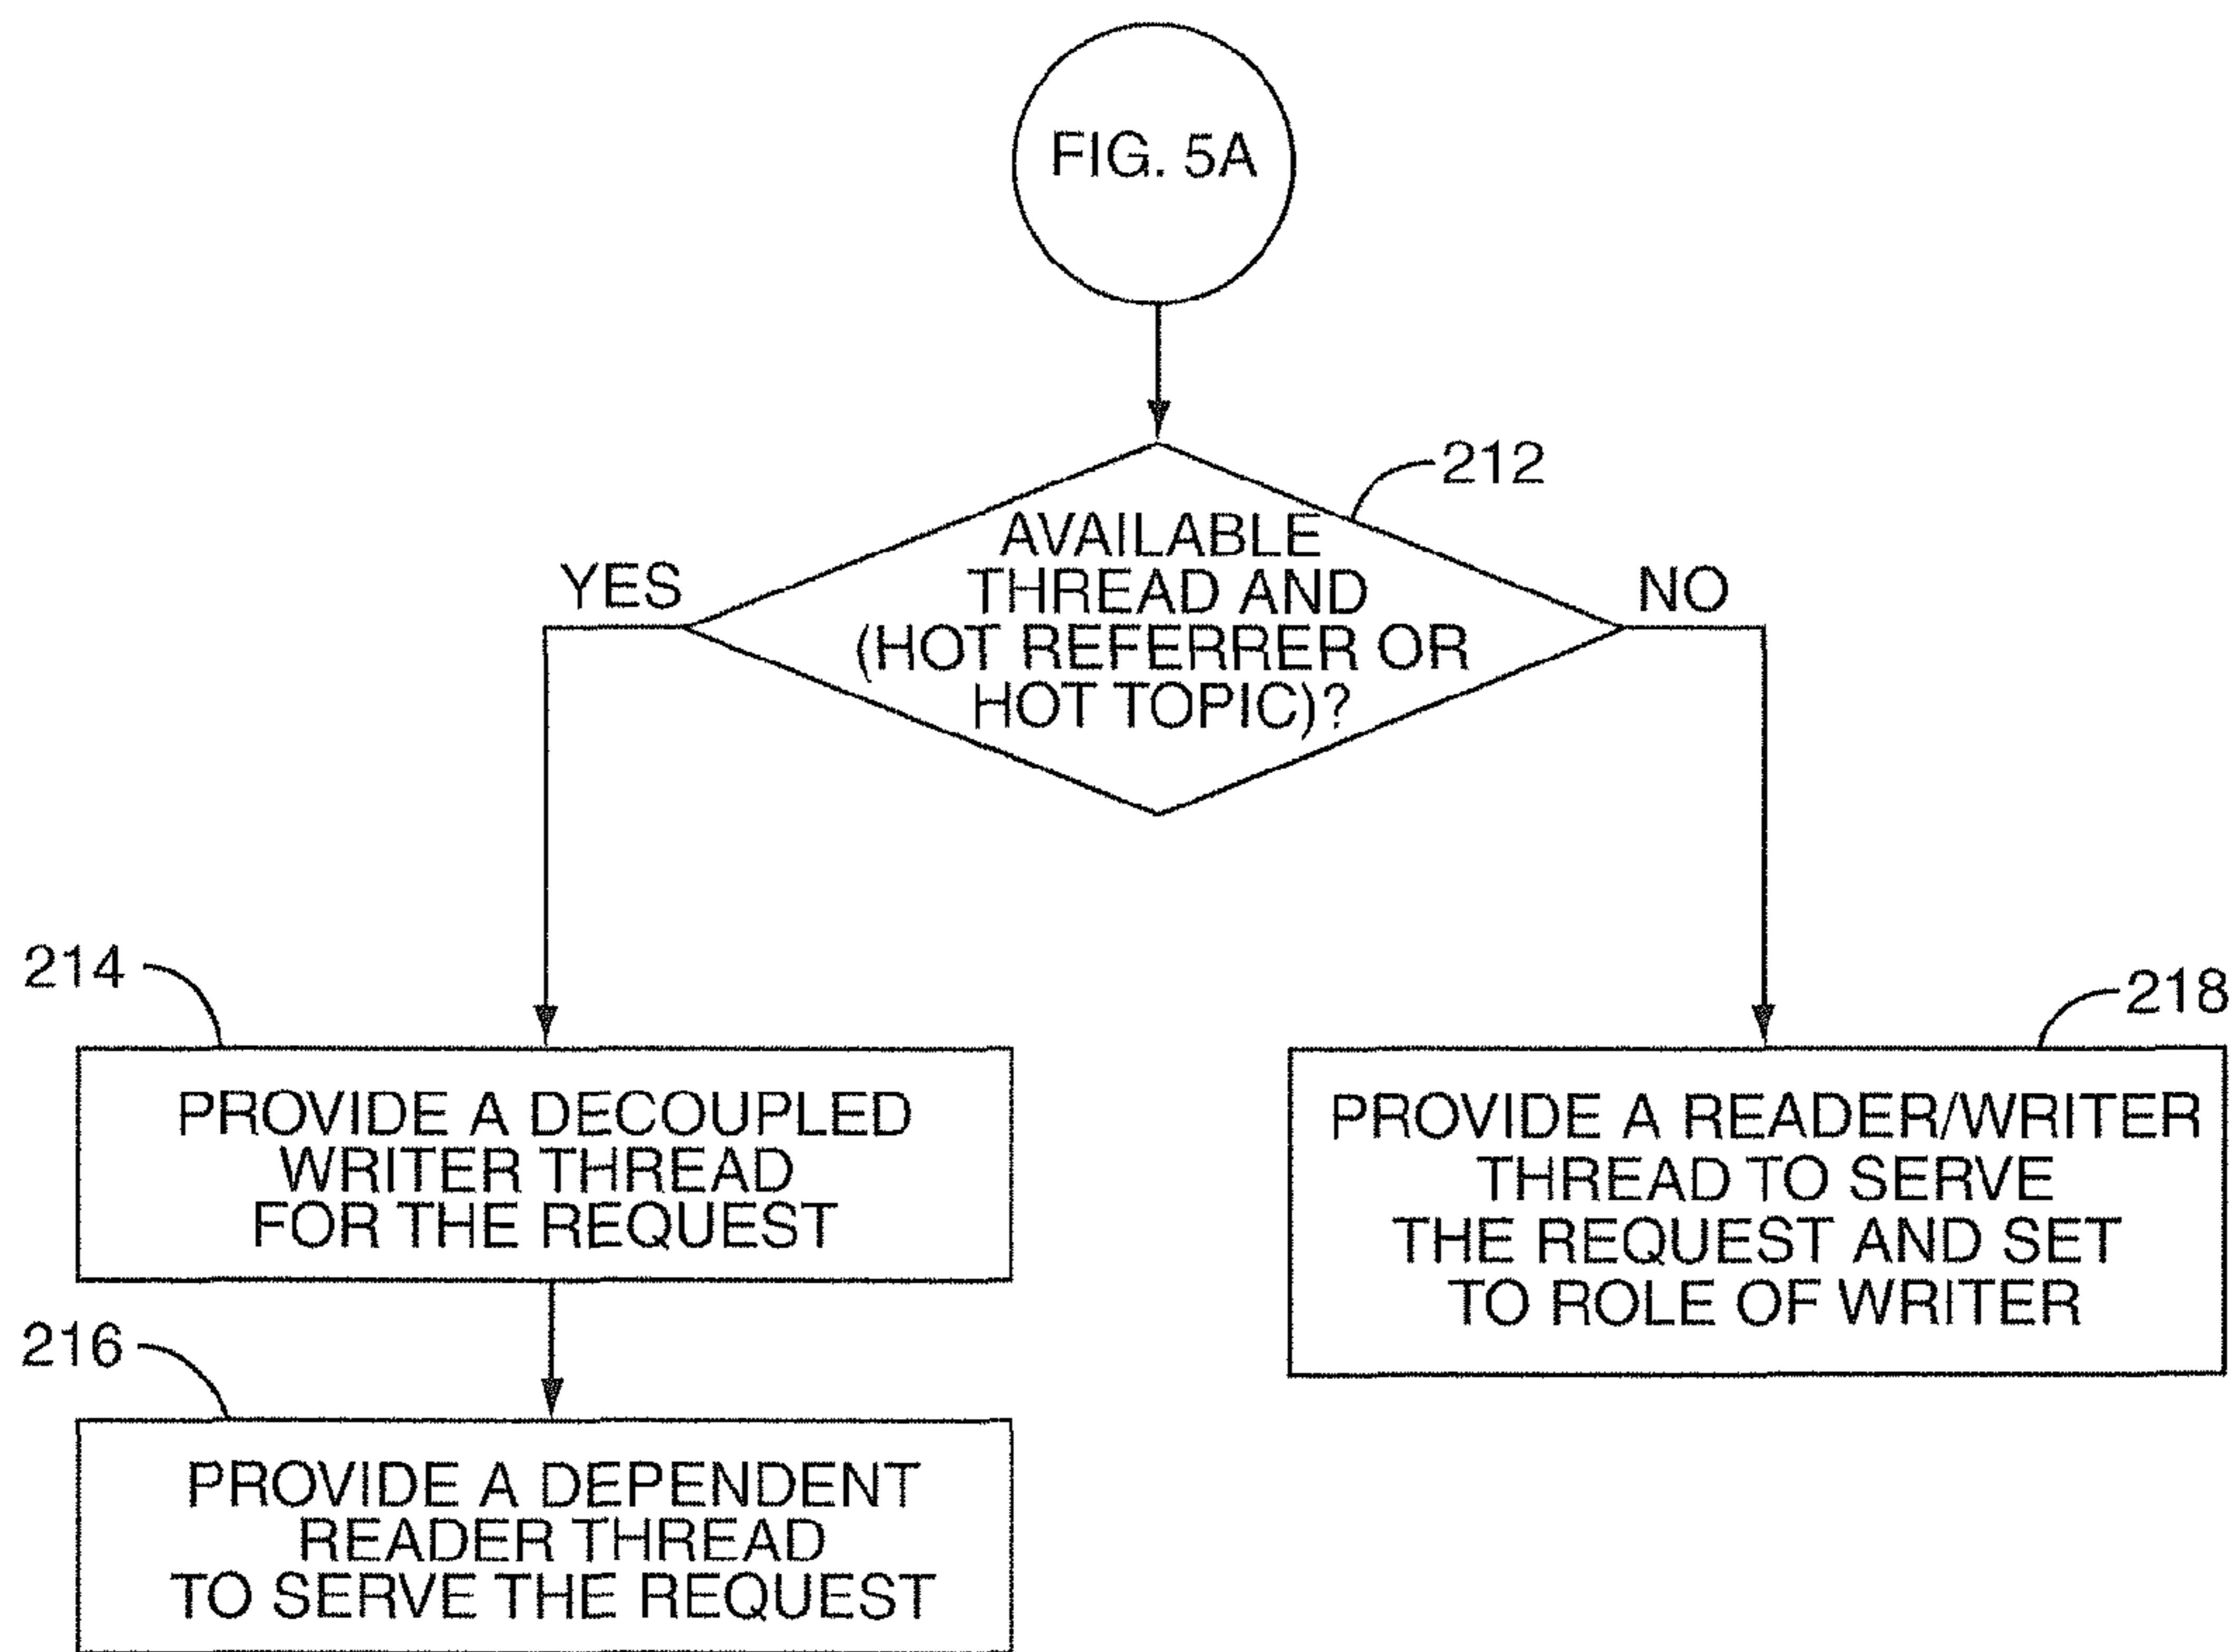 FIG. 5A
212
AVAILABLE
THREAD AND
(HOT REFERRER OR
HOT TOPIC)?
YES
NO
214
PROVIDE A DECOUPLED
WRITER THREAD
FOR THE REQUEST
218
PROVIDE A READER/WRITER
THREAD TO SERVE
THE REQUEST AND SET
TO ROLE OF WRITER
216
PROVIDE A DEPENDENT
READER THREAD
TO SERVE THE REQUEST